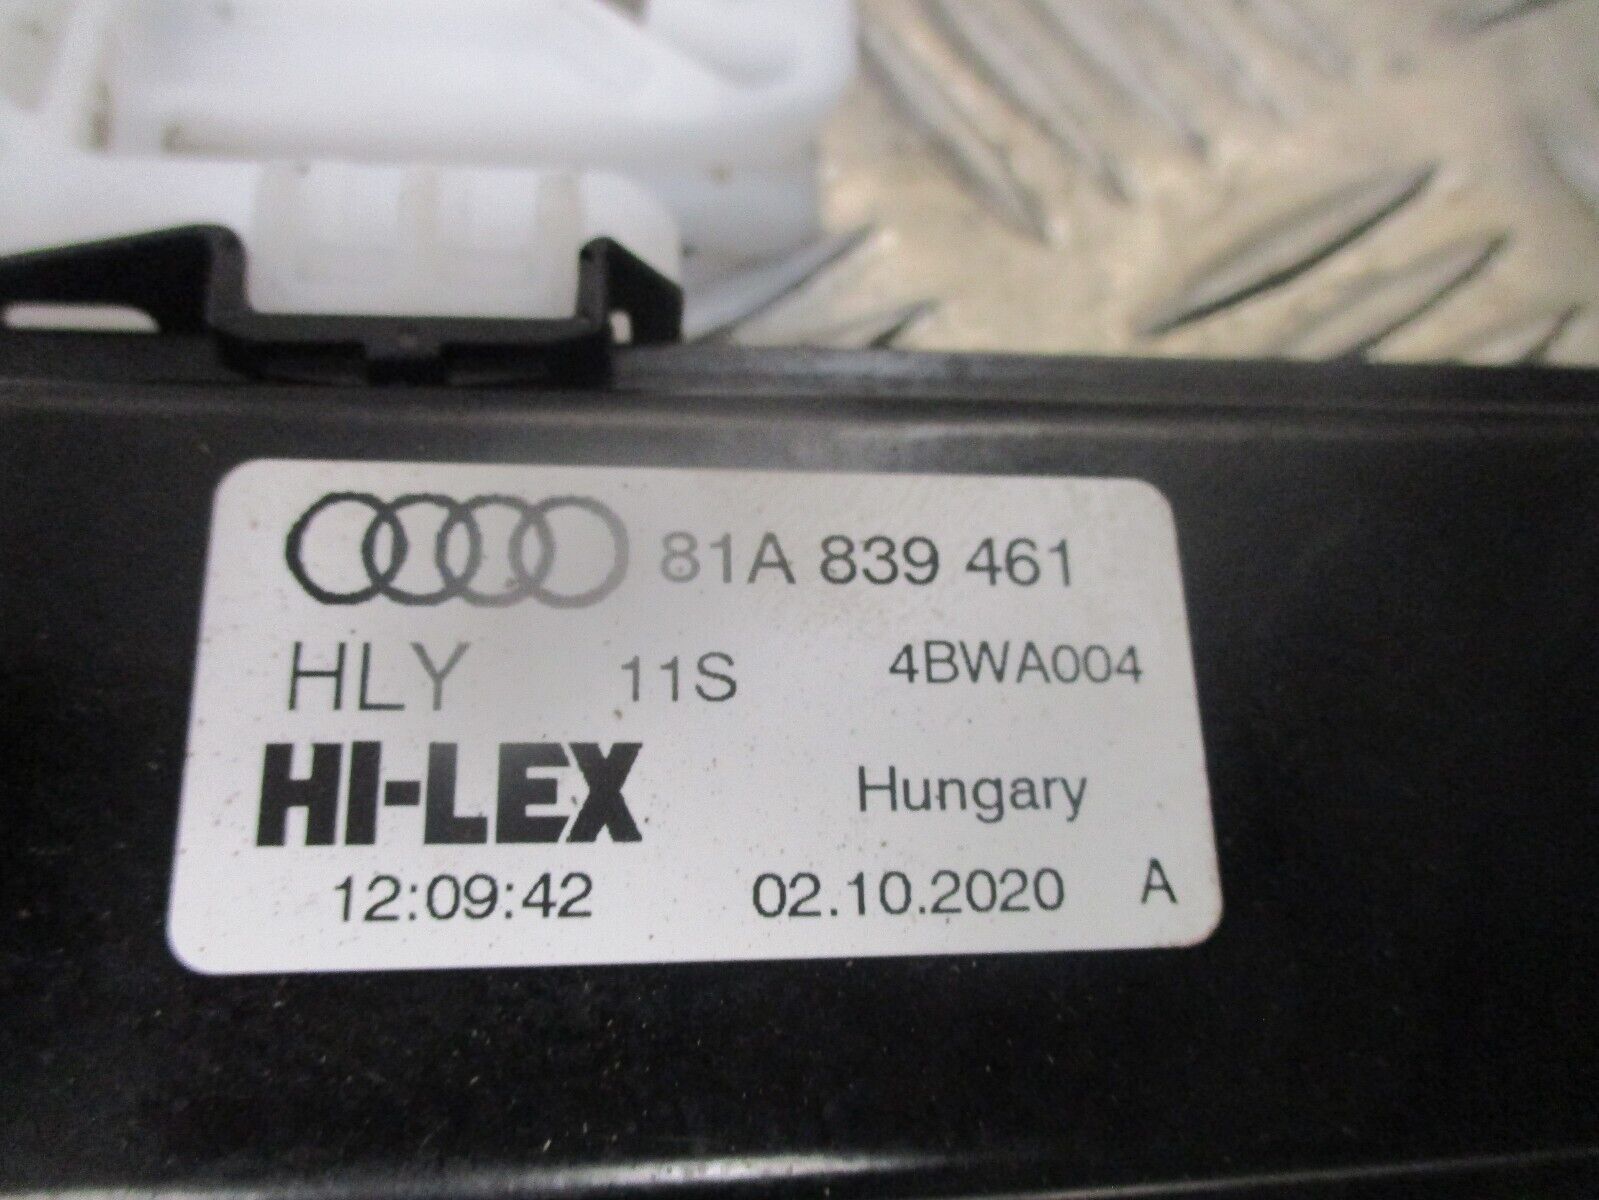 81A 839 461
HLY 11S 4BWA004
HI-LEX Hungary
12:09:42 02.10.2020 A